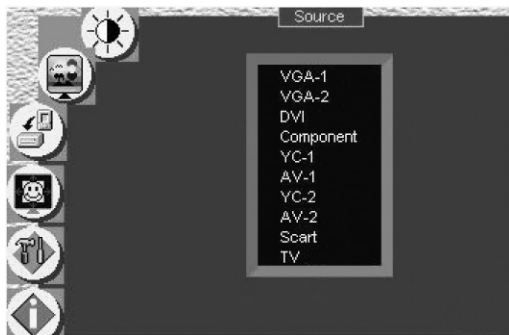 Source
VGA-1
VGA-2
DVI
Component
YC-1
AV-1
YC-2
AV-2
Scart
TV